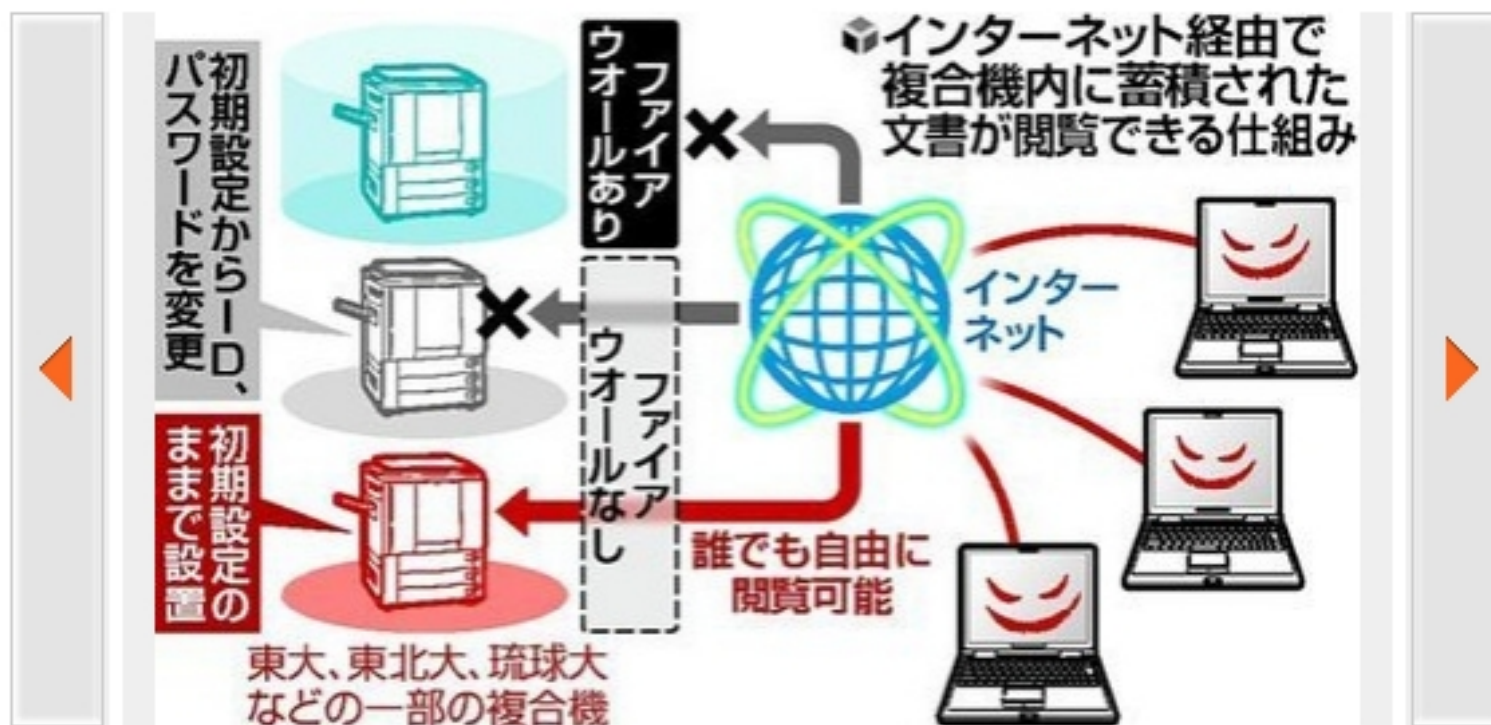 インターネット経由で
複合機内に蓄積された
文書が閲覧できる仕組み
ファイア
ウオールあり
初期設定からID、
パスワードを変更
ファイア
ウオールなし
インター
ネット
初期設定の
ままで設置
誰でも自由に
閲覧可能
東大、東北大、琉球大
などの一部の複合機